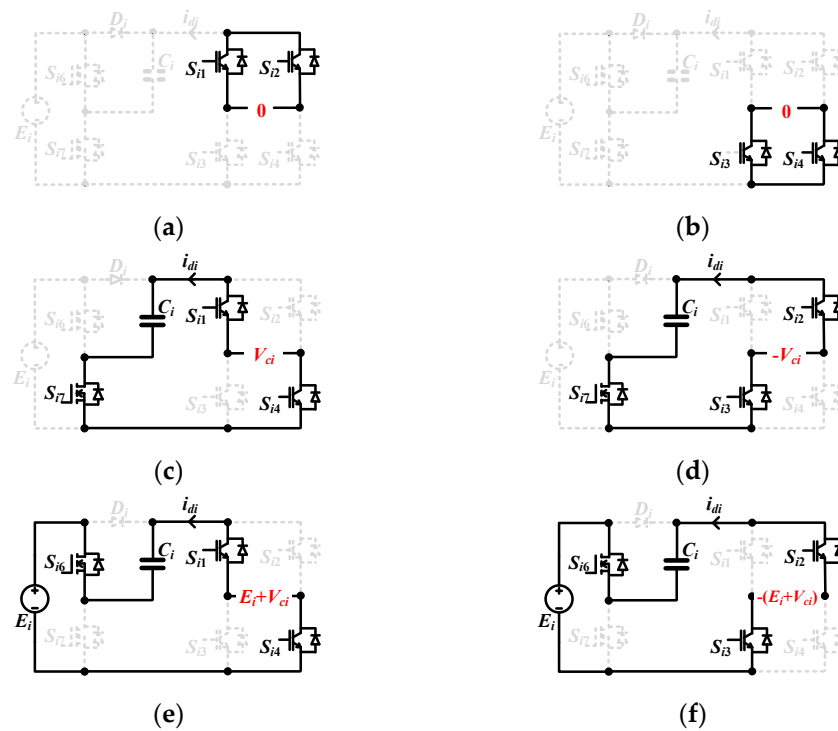 D_i i_di D_i i_di
S_i6 C_i S_i1 S_i2 S_i6 C_i S_i1 S_i2
E_i 0 E_i 0
S_i7 S_i3 S_i4 S_i7 S_i3 S_i4
(a) (b)
D_i i_di D_i i_di
S_i6 C_i S_i1 S_i2 S_i6 C_i S_i1 S_i2
E_i V_ci E_i -V_ci
S_i7 S_i3 S_i4 S_i7 S_i3 S_i4
(c) (d)
D_i i_di D_i i_di
S_i6 C_i S_i1 S_i2 S_i6 C_i S_i1 S_i2
E_i E_i+V_ci E_i -(E_i+V_ci)
S_i7 S_i3 S_i4 S_i7 S_i3 S_i4
(e) (f)